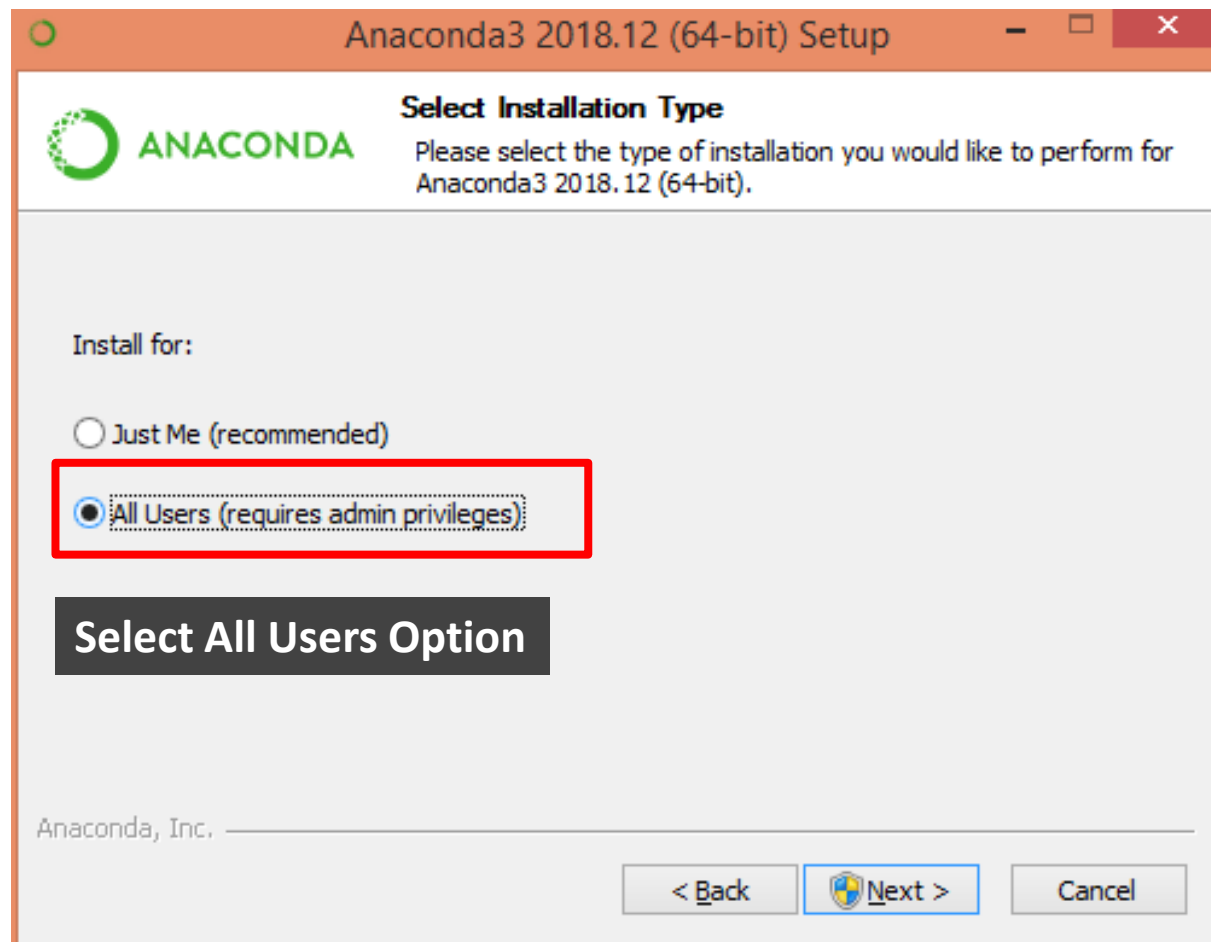 Anaconda3 2018.12 (64-bit) Setup
ANACONDA
Select Installation Type
Please select the type of installation you would like to perform for
Anaconda3 2018.12 (64-bit).
Install for:
Just Me (recommended)
All Users (requires admin privileges)
Select All Users Option
Anaconda, Inc.
< Back
Next >
Cancel